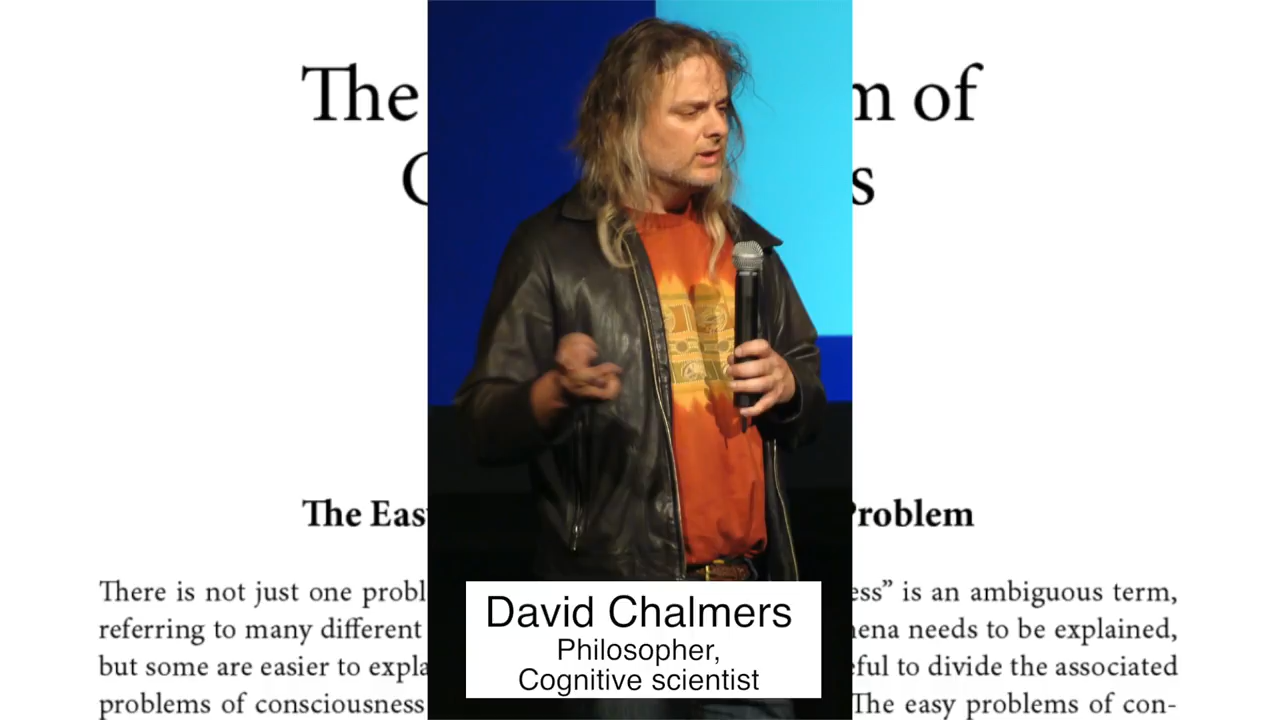 The m of
C s
The Eas Problem
There is not just one probl ess” is an ambiguous term,
referring to many different ena needs to be explained,
but some are easier to expla eful to divide the associated
problems of consciousness The easy problems of con-
David Chalmers
Philosopher,
Cognitive scientist